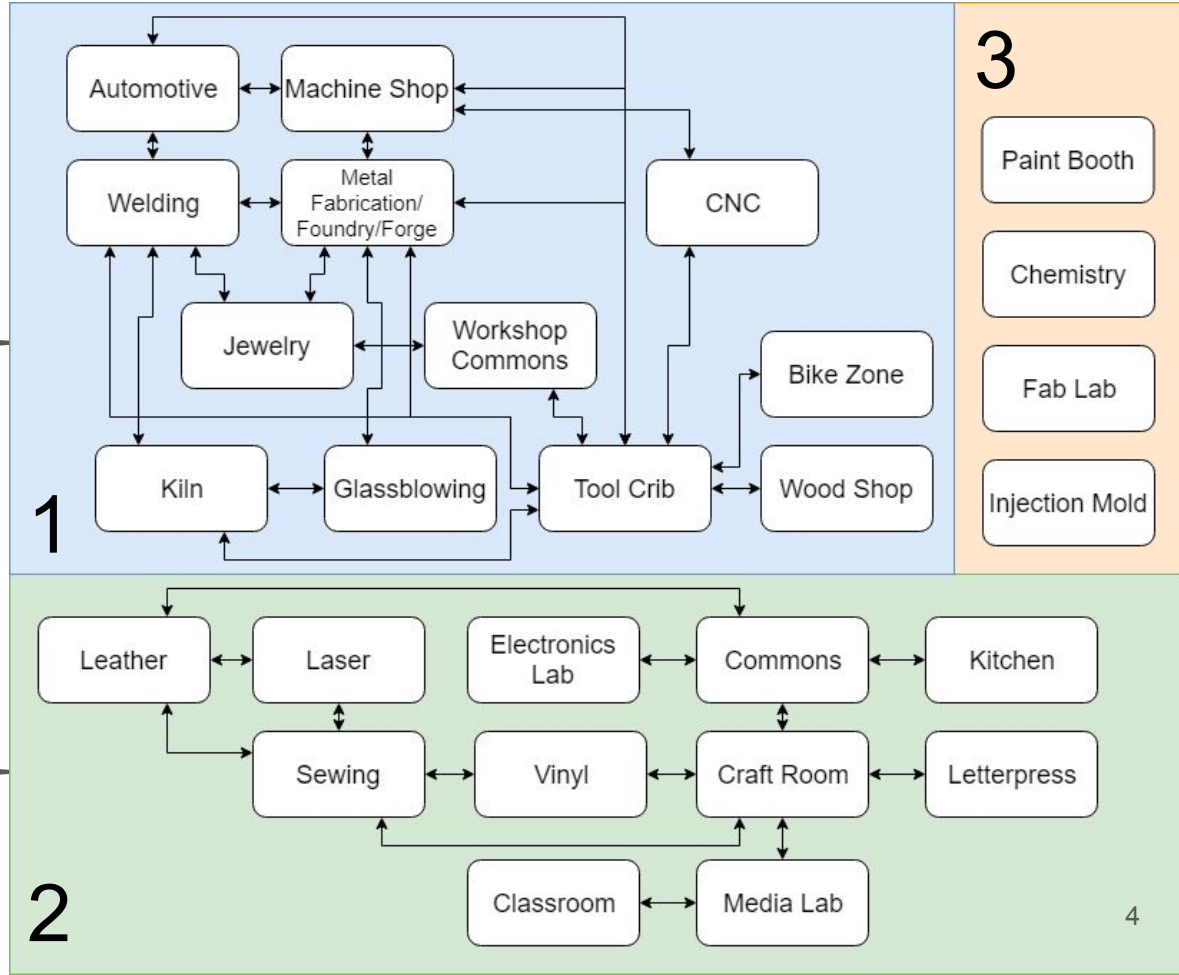 Automotive
Machine Shop
Welding
Metal
Fabrication/
Foundry/Forge
CNC
Jewelry
Workshop
Commons
Bike Zone
Kiln
Glassblowing
Tool Crib
Wood Shop
1
3
Paint Booth
Chemistry
Fab Lab
Injection Mold
Leather
Laser
Electronics
Lab
Commons
Kitchen
Sewing
Vinyl
Craft Room
Letterpress
Classroom
Media Lab
2
4